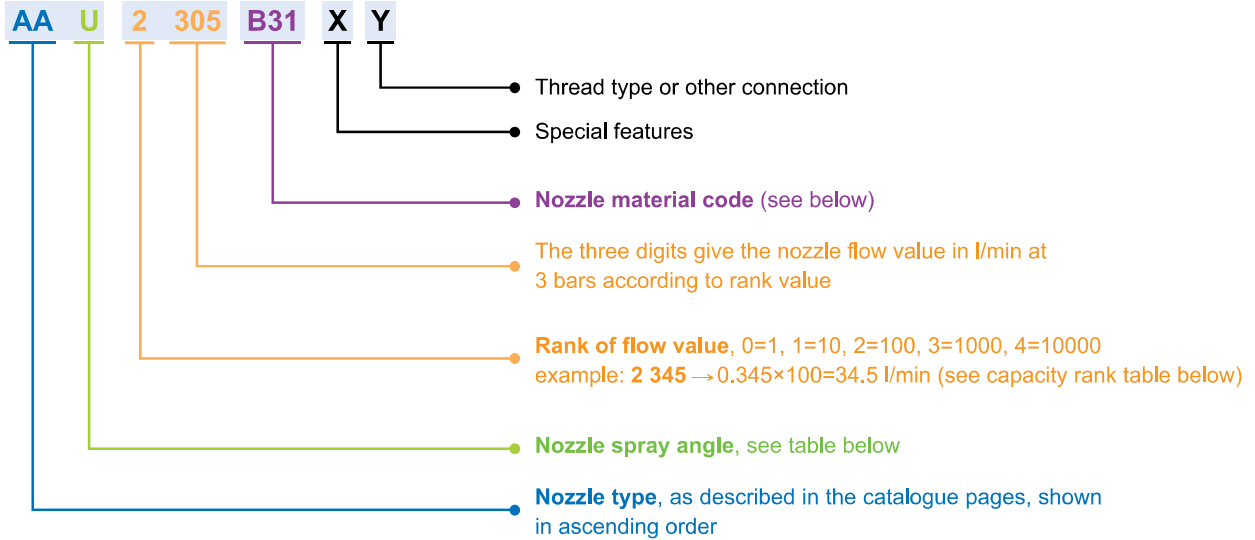 AA U 2 305 B31 X Y
Thread type or other connection
Special features
Nozzle material code (see below)
The three digits give the nozzle flow value in l/min at
3 bars according to rank value
Rank of flow value, 0=1, 1=10, 2=100, 3=1000, 4=10000
example: 2 345 → 0.345×100=34.5 l/min (see capacity rank table below)
Nozzle spray angle, see table below
Nozzle type, as described in the catalogue pages, shown
in ascending order